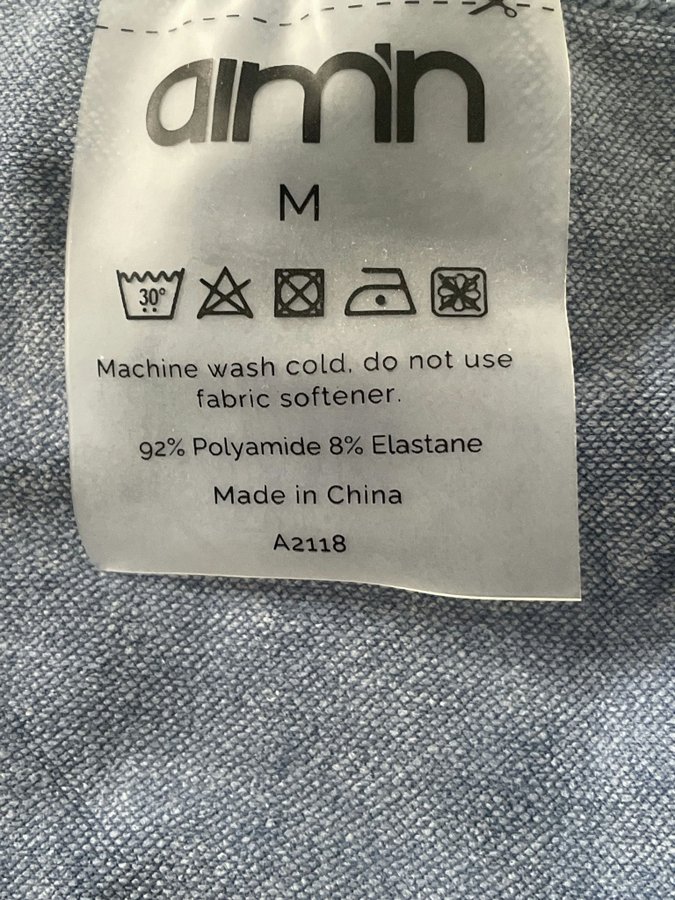 aim'n
M
30°
Machine wash cold, do not use
fabric softener.
92% Polyamide 8% Elastane
Made in China
A2118